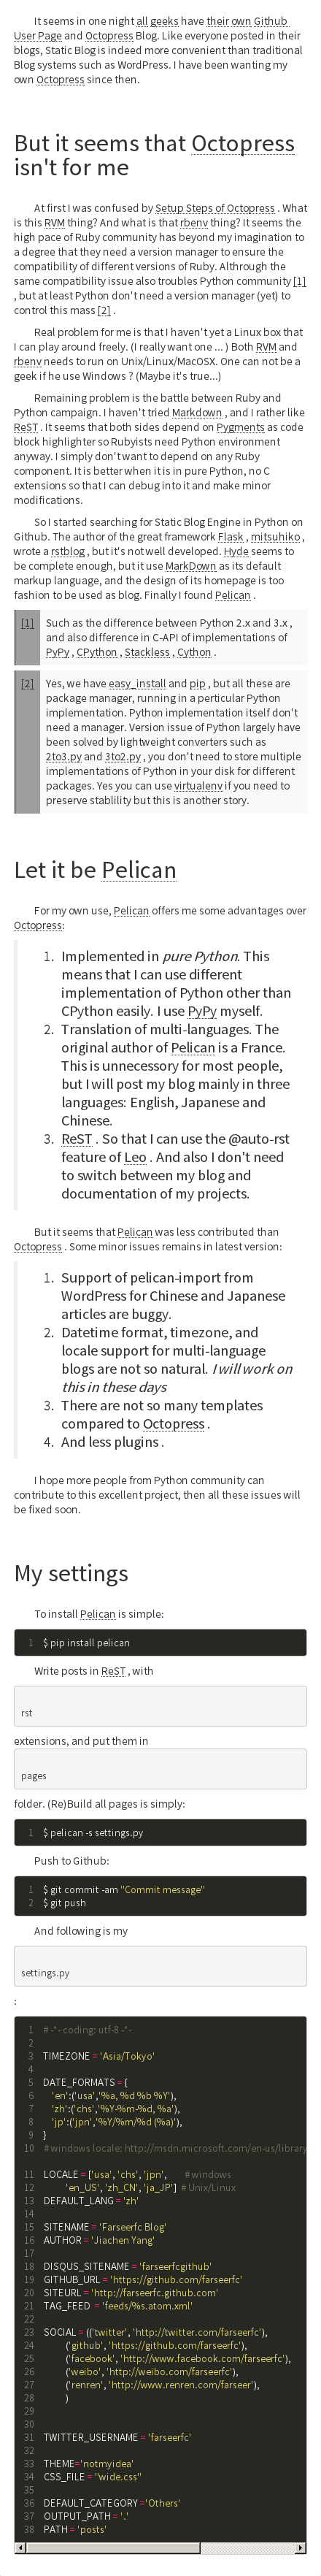 It seems in one night all geeks have their own Github
User Page and Octopress Blog. Like everyone posted in their
blogs, Static Blog is indeed more convenient than traditional
Blog systems such as WordPress. I have been wanting my
own Octopress since then.
But it seems that Octopress
isn't for me
At first I was confused by Setup Steps of Octopress . What
is this RVM thing? And what is that rbenv thing? It seems the
high pace of Ruby community has beyond my imagination to
a degree that they need a version manager to ensure the
compatibility of different versions of Ruby. Althrough the
same compatibility issue also troubles Python community [1]
, but at least Python don't need a version manager (yet) to
control this mass [2] .
Real problem for me is that I haven't yet a Linux box that
I can play around freely. (I really want one ... ) Both RVM and
rbenv needs to run on Unix/Linux/MacOSX. One can not be a
geek if he use Windows ? (Maybe it's true...)
Remaining problem is the battle between Ruby and
Python campaign. I haven't tried Markdown , and I rather like
ReST . It seems that both sides depend on Pygments as code
block highlighter so Rubyists need Python environment
anyway. I simply don't want to depend on any Ruby
component. It is better when it is in pure Python, no C
extensions so that I can debug into it and make minor
modifications.
So I started searching for Static Blog Engine in Python on
Github. The author of the great framework Flask , mitsuhiko ,
wrote a rstblog , but it's not well developed. Hyde seems to
be complete enough, but it use MarkDown as its default
markup language, and the design of its homepage is too
fashion to be used as blog. Finally I found Pelican .
[1] Such as the difference between Python 2.x and 3.x ,
and also difference in C-API of implementations of
PyPy , CPython , Stackless , Cython .
[2] Yes, we have easy_install and pip , but all these are
package manager, running in a perticular Python
implementation. Python implementation itself don't
need a manager. Version issue of Python largely have
been solved by lightweight converters such as
2to3.py and 3to2.py , you don't need to store multiple
implementations of Python in your disk for different
packages. Yes you can use virtualenv if you need to
preserve stablility but this is another story.
Let it be Pelican
For my own use, Pelican offers me some advantages over
Octopress:
1. Implemented in pure Python. This
means that I can use different
implementation of Python other than
CPython easily. I use PyPy myself.
2. Translation of multi-languages. The
original author of Pelican is a France.
This is unnecessory for most people,
but I will post my blog mainly in three
languages: English, Japanese and
Chinese.
3. ReST . So that I can use the @auto-rst
feature of Leo . And also I don't need
to switch between my blog and
documentation of my projects.
But it seems that Pelican was less contributed than
Octopress . Some minor issues remains in latest version:
1. Support of pelican-import from
WordPress for Chinese and Japanese
articles are buggy.
2. Datetime format, timezone, and
locale support for multi-language
blogs are not so natural. I will work on
this in these days
3. There are not so many templates
compared to Octopress .
4. And less plugins .
I hope more people from Python community can
contribute to this excellent project, then all these issues will
be fixed soon.
My settings
To install Pelican is simple:
1 $ pip install pelican
Write posts in ReST , with
rst
extensions, and put them in
pages
folder. (Re)Build all pages is simply:
1 $ pelican -s settings.py
Push to Github:
1 $ git commit -am "Commit message"
2 $ git push
And following is my
settings.py
:
1 # -*- coding: utf-8 -*-
2
3 TIMEZONE = 'Asia/Tokyo'
4
5 DATE_FORMATS = {
6 'en':('usa','%a, %d %b %Y'),
7 'zh':('chs','%Y-%m-%d, %a'),
8 'jp':('jpn','%Y/%m/%d (%a)'),
9 }
10 # windows locale: http://msdn.microsoft.com/en-us/library
11 LOCALE = ['usa', 'chs', 'jpn', # windows
12 'en_US', 'zh_CN', 'ja_JP'] # Unix/Linux
13 DEFAULT_LANG = 'zh'
14
15 SITENAME = 'Farseerfc Blog'
16 AUTHOR = 'Jiachen Yang'
17
18 DISQUS_SITENAME = 'farseerfcgithub'
19 GITHUB_URL = 'https://github.com/farseerfc'
20 SITEURL = 'http://farseerfc.github.com'
21 TAG_FEED = 'feeds/%s.atom.xml'
22
23 SOCIAL = (('twitter', 'http://twitter.com/farseerfc'),
24 ('github', 'https://github.com/farseerfc'),
25 ('facebook', 'http://www.facebook.com/farseerfc'),
26 ('weibo', 'http://weibo.com/farseerfc'),
27 ('renren', 'http://www.renren.com/farseer'),
28 )
29
30
31 TWITTER_USERNAME = 'farseerfc'
32
33 THEME='notmyidea'
34 CSS_FILE = "wide.css"
35
36 DEFAULT_CATEGORY ='Others'
37 OUTPUT_PATH = '.'
38 PATH = 'posts'